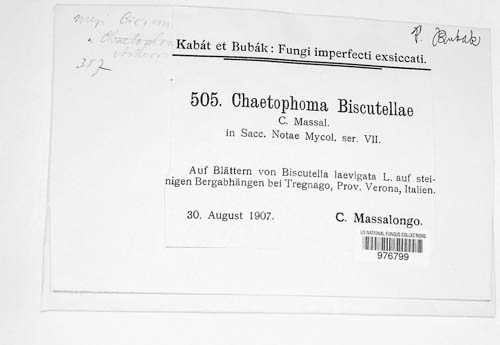 Kabát et Bubák: Fungi imperfecti exsiccati.
505. Chaetophoma Biscutellae
C. Massal.
in Sacc. Notae Mycol. ser. VII.
Auf Blättern von Biscutella laevigata L. auf stei-
nigen Bergabhängen bei Tregnago, Prov. Verona, Italien.
30. August 1907.
C. Massalongo.
US NATIONAL FUNGUS COLLECTIONS
976799
357
Bubák